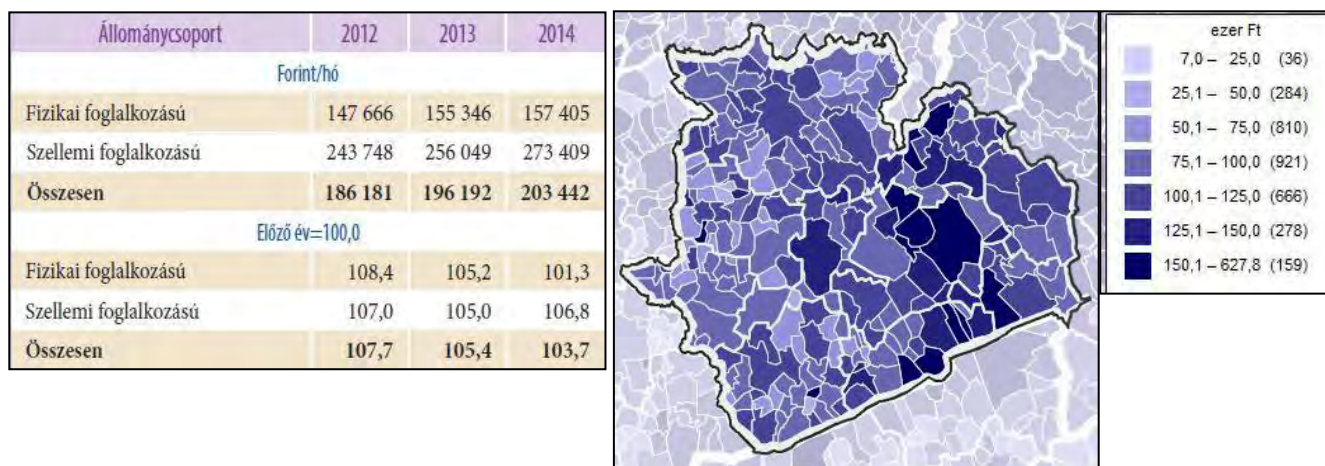 Állománycsoport 2012 2013 2014
Forint/hó
Fizikai foglalkozású 147 666 155 346 157 405
Szellemi foglalkozású 243 748 256 049 273 409
Összesen 186 181 196 192 203 442
Előző év=100,0
Fizikai foglalkozású 108,4 105,2 101,3
Szellemi foglalkozású 107,0 105,0 106,8
Összesen 107,7 105,4 103,7
ezer Ft
7,0 – 25,0 (36)
25,1 – 50,0 (284)
50,1 – 75,0 (810)
75,1 – 100,0 (921)
100,1 – 125,0 (666)
125,1 – 150,0 (278)
150,1 – 627,8 (159)